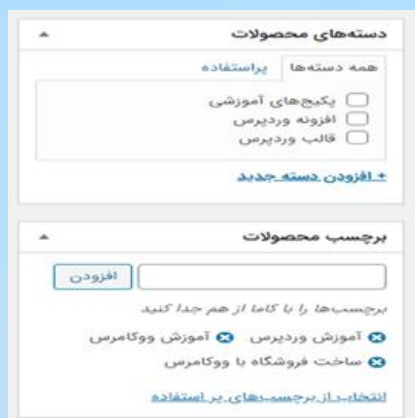 دسته‌های محصولات
همه دسته‌ها پراستفاده
پکیج‌های آموزشی
افزونه وردپرس
قالب وردپرس
+ افزودن دسته جدید
برچسب محصولات
افزودن
برچسب‌ها را با کاما از هم جدا کنید
آموزش وردپرس آموزش ووکامرس
ساخت فروشگاه با ووکامرس
انتخاب از برچسب‌های پر استفاده